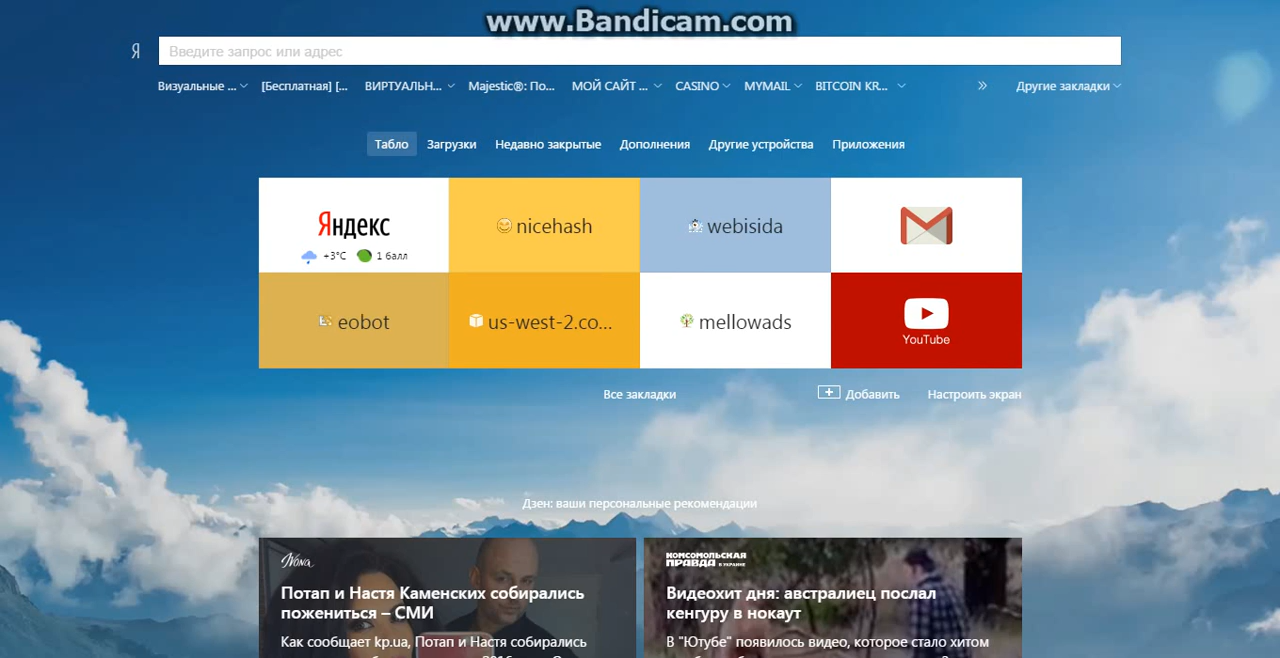 www.Bandicam.com
Я
Введите запрос или адрес
Визуальные ... [Бесплатная] [... ВИРТУАЛЬН... Majestic®: По... МОЙ САЙТ ... CASINO MYMAIL BITCOIN KR... » Другие закладки
Табло Загрузки Недавно закрытые Дополнения Другие устройства Приложения
Яндекс
+3°C 1 балл
nicehash
webisida
eobot
us-west-2.co...
mellowads
YouTube
Все закладки Добавить Настроить экран
Дзен: ваши персональные рекомендации
Nona
Потап и Настя Каменских собирались
пожениться – СМИ
Как сообщает kp.ua, Потап и Настя собирались
КОМСОМОЛЬСКАЯ
ПРАВДА В УКРАИНЕ
Видеохит дня: австралиец послал
кенгуру в нокаут
В "Ютубе" появилось видео, которое стало хитом